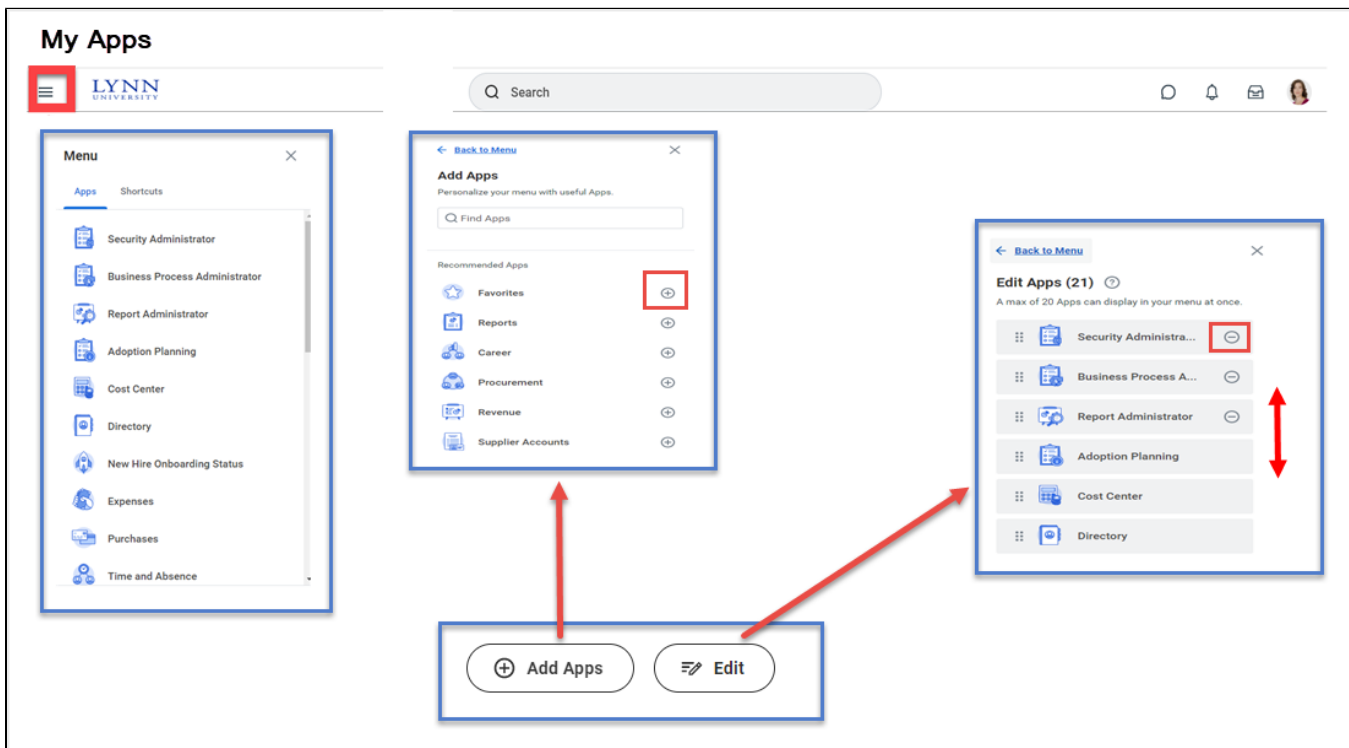 My Apps
LYNN
UNIVERSITY
Search
Menu
Apps Shortcuts
Security Administrator
Business Process Administrator
Report Administrator
Adoption Planning
Cost Center
Directory
New Hire Onboarding Status
Expenses
Purchases
Time and Absence
Back to Menu
Add Apps
Personalize your menu with useful Apps.
Find Apps
Recommended Apps
Favorites
Reports
Career
Procurement
Revenue
Supplier Accounts
Back to Menu
Edit Apps (21)
A max of 20 Apps can display in your menu at once.
Security Administra...
Business Process A...
Report Administrator
Adoption Planning
Cost Center
Directory
Add Apps
Edit